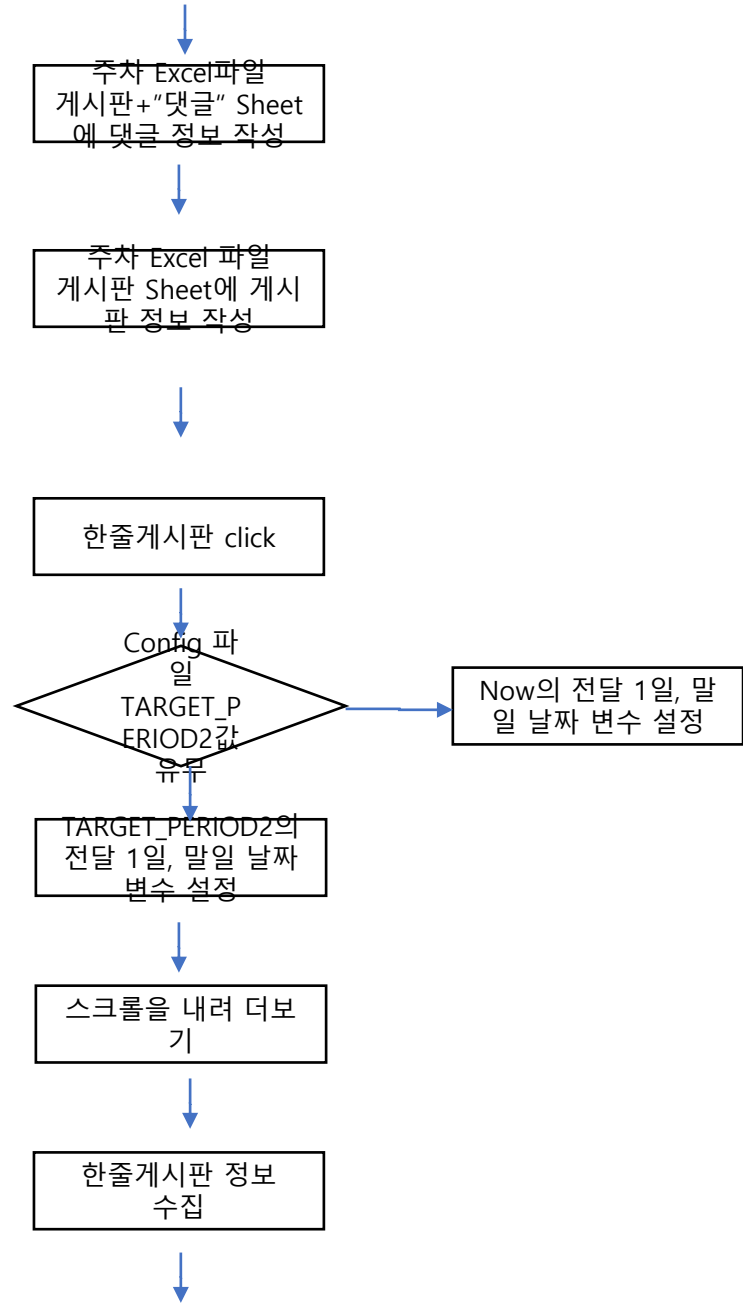 주차 Excel파일
게시판+“댓글” Sheet
에 댓글 정보 작성
주차 Excel 파일
게시판 Sheet에 게시
판 정보 작성
한줄게시판 click
Config 파
일
TARGET_P
ERIOD2값
유무
Now의 전달 1일, 말
일 날짜 변수 설정
TARGET_PERIOD2의
전달 1일, 말일 날짜
변수 설정
스크롤을 내려 더보
기
한줄게시판 정보
수집